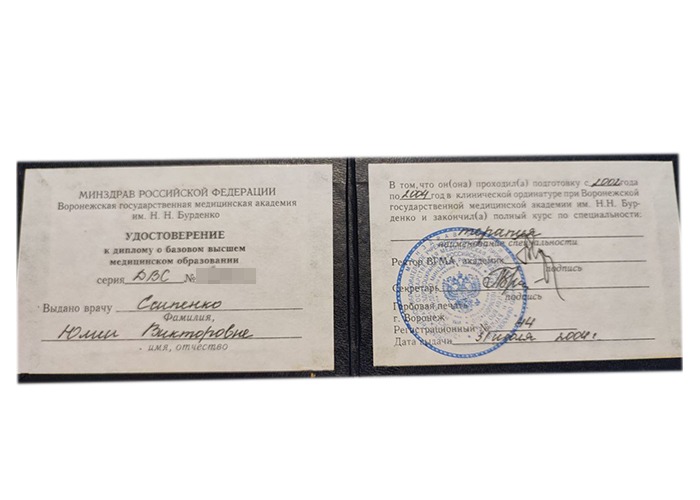 МИНЗДРАВ РОССИЙСКОЙ ФЕДЕРАЦИИ
Воронежская государственная медицинская академия
им. Н. Н. Бурденко
УДОСТОВЕРЕНИЕ
к диплому о базовом высшем
медицинском образовании
серия ДВС №
Выдано врачу Есипенко
Фамилия,
Юлии Викторовне
имя, отчество
В том, что он(она) проходил(а) подготовку с 2002 года
по 2004 год в клинической ординатуре при Воронежской
государственной медицинской академии им. Н.Н. Бур-
денко и закончил(а) полный курс по специальности:
терапия
наименование специальности
Ректор ВГМА, академик
подпись
Секретарь
подпись
Гербовая печать
г. Воронеж
Регистрационный № 44
Дата выдачи 31 июля 2004 г.